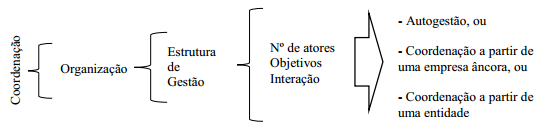 Coordenação
Organização
Estrutura
de
Gestão
Nº de atores
Objetivos
Interação
- Autogestão, ou
- Coordenação a partir de
uma empresa âncora, ou
- Coordenação a partir de
uma entidade